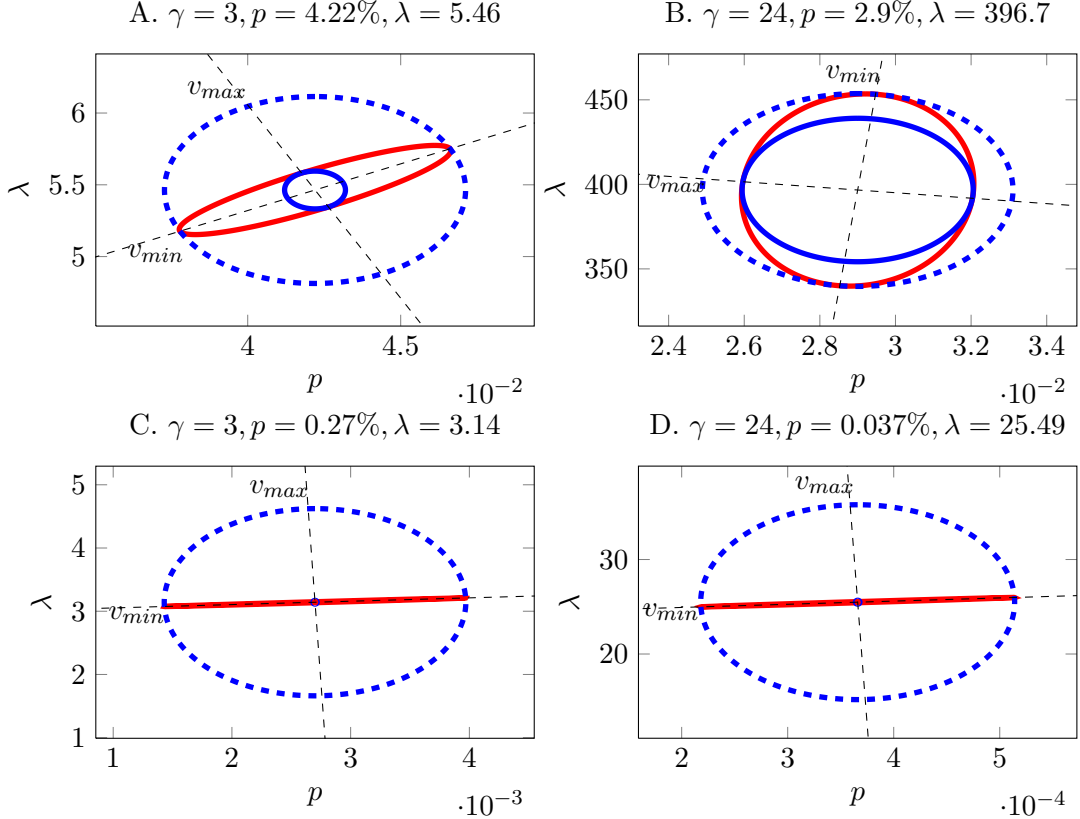 A. γ = 3, p = 4.22%, λ = 5.46
v_max
6
5.5
5
λ
v_min
4
4.5
p
·10^−2
B. γ = 24, p = 2.9%, λ = 396.7
v_min
450
400
350
λ
v_max
2.4
2.6
2.8
3
3.2
3.4
p
·10^−2
C. γ = 3, p = 0.27%, λ = 3.14
v_max
5
4
3
2
1
λ
v_min
1
2
3
4
p
·10^−3
D. γ = 24, p = 0.037%, λ = 25.49
v_max
30
20
λ
v_min
2
3
4
5
p
·10^−4